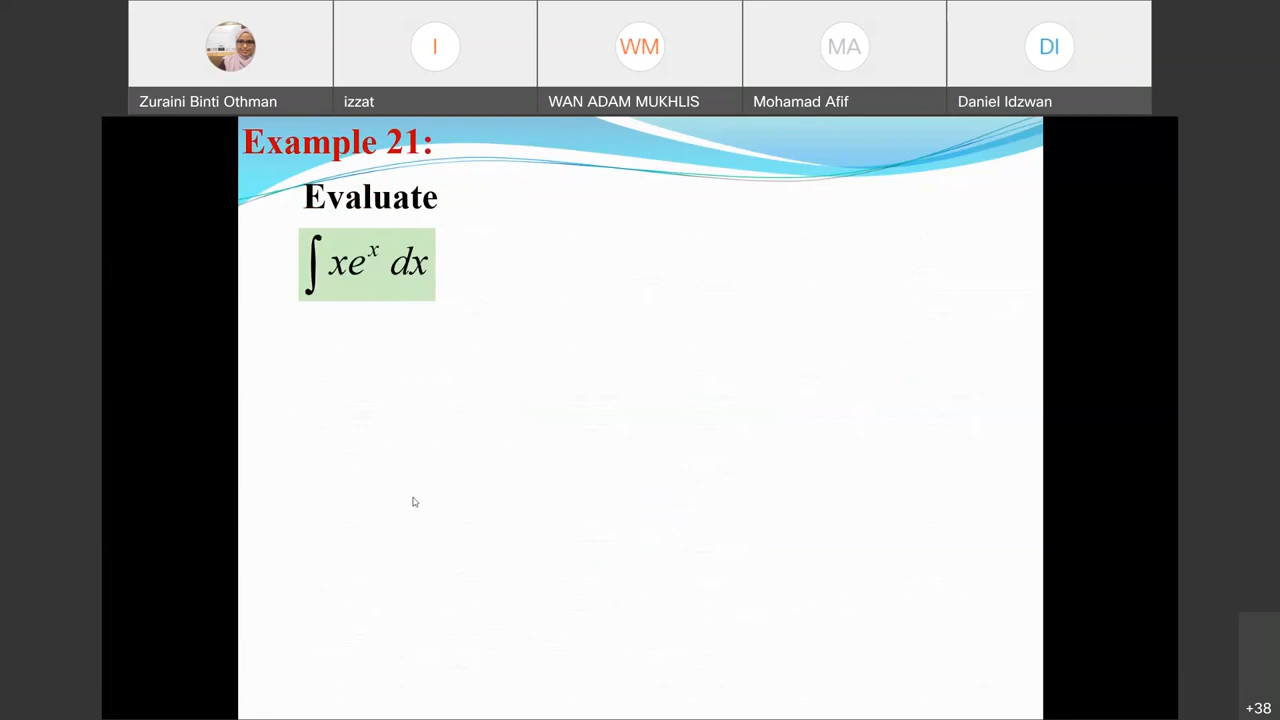 I
WM
MA
DI
Zuraini Binti Othman
izzat
WAN ADAM MUKHLIS
Mohamad Afif
Daniel Idzwan
Example 21:
Evaluate
∫ xeˣ dx
+38